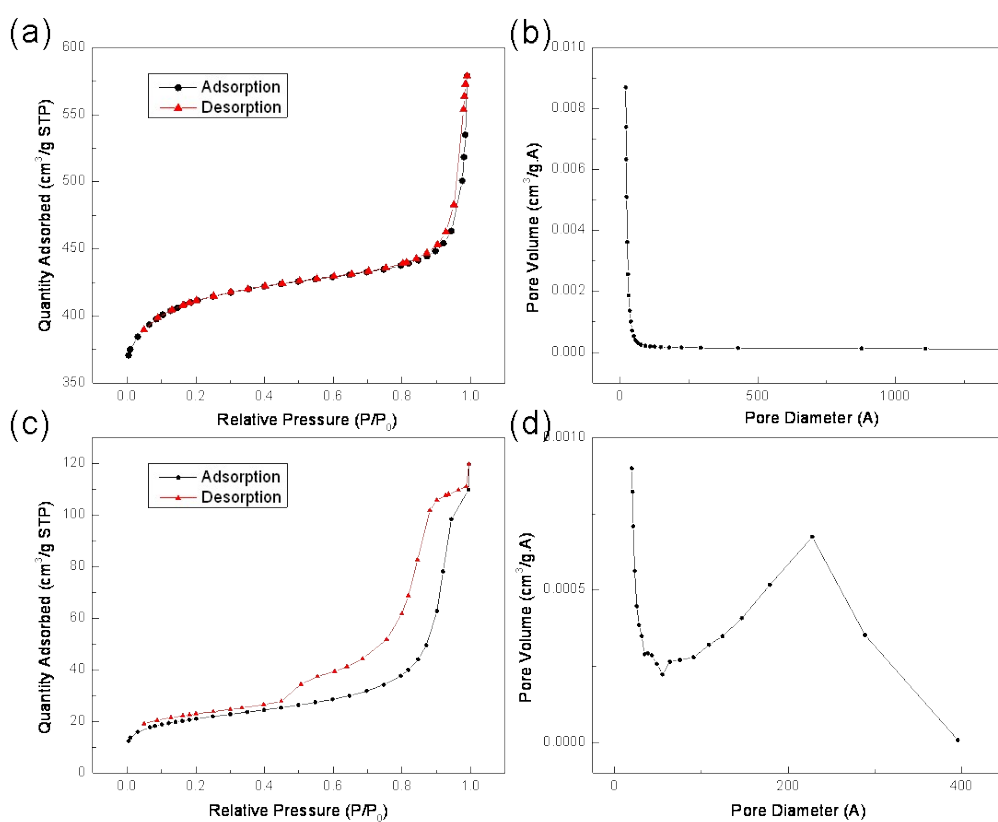 (a)
600
550
500
450
400
350
Quantity Adsorbed (cm³/g STP)
Adsorption
Desorption
0.0 0.2 0.4 0.6 0.8 1.0
Relative Pressure (P/P₀)
(b)
0.010
0.008
0.006
0.004
0.002
0.000
Pore Volume (cm³/g.A)
0 500 1000
Pore Diameter (A)
(c)
120
100
80
60
40
20
0
Quantity Adsorbed (cm³/g STP)
Adsorption
Desorption
0.0 0.2 0.4 0.6 0.8 1.0
Relative Pressure (P/P₀)
(d)
0.0010
0.0005
0.0000
Pore Volume (cm³/g.A)
0 200 400
Pore Diameter (A)